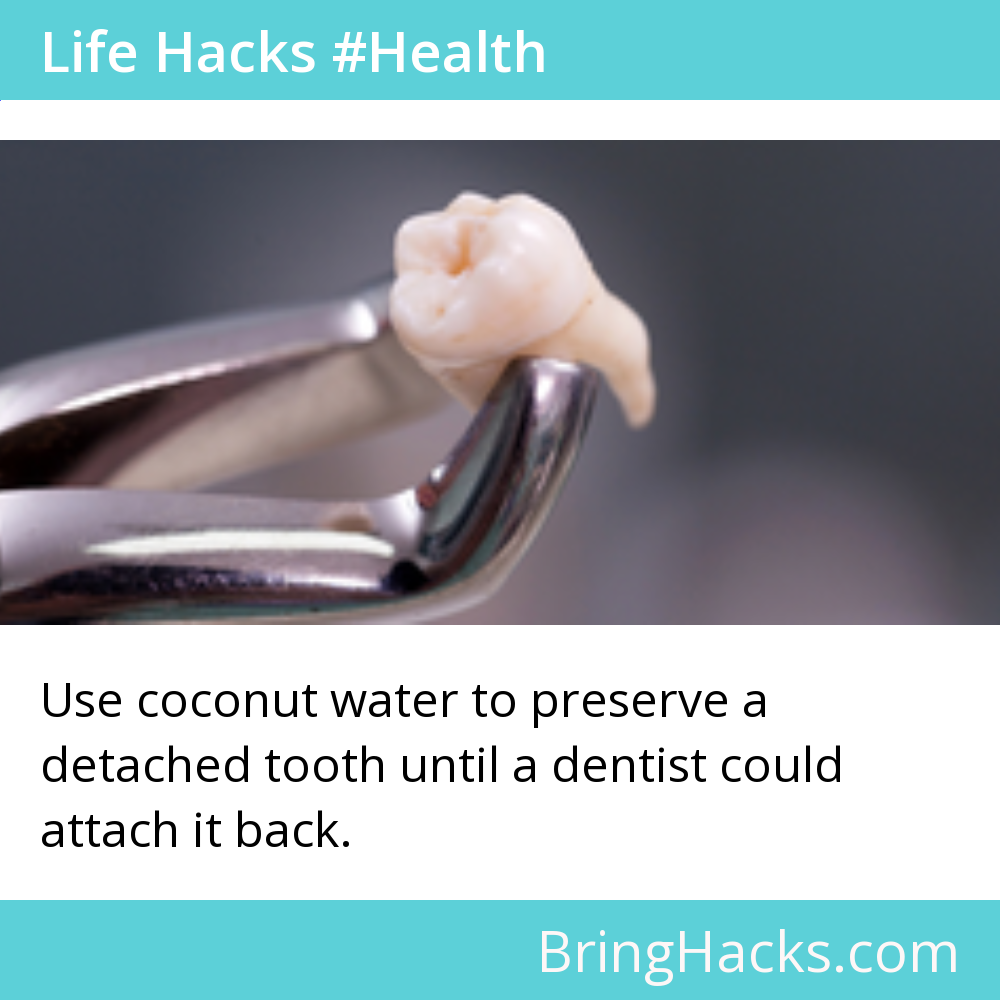 Life Hacks #Health
Use coconut water to preserve a
detached tooth until a dentist could
attach it back.
BringHacks.com